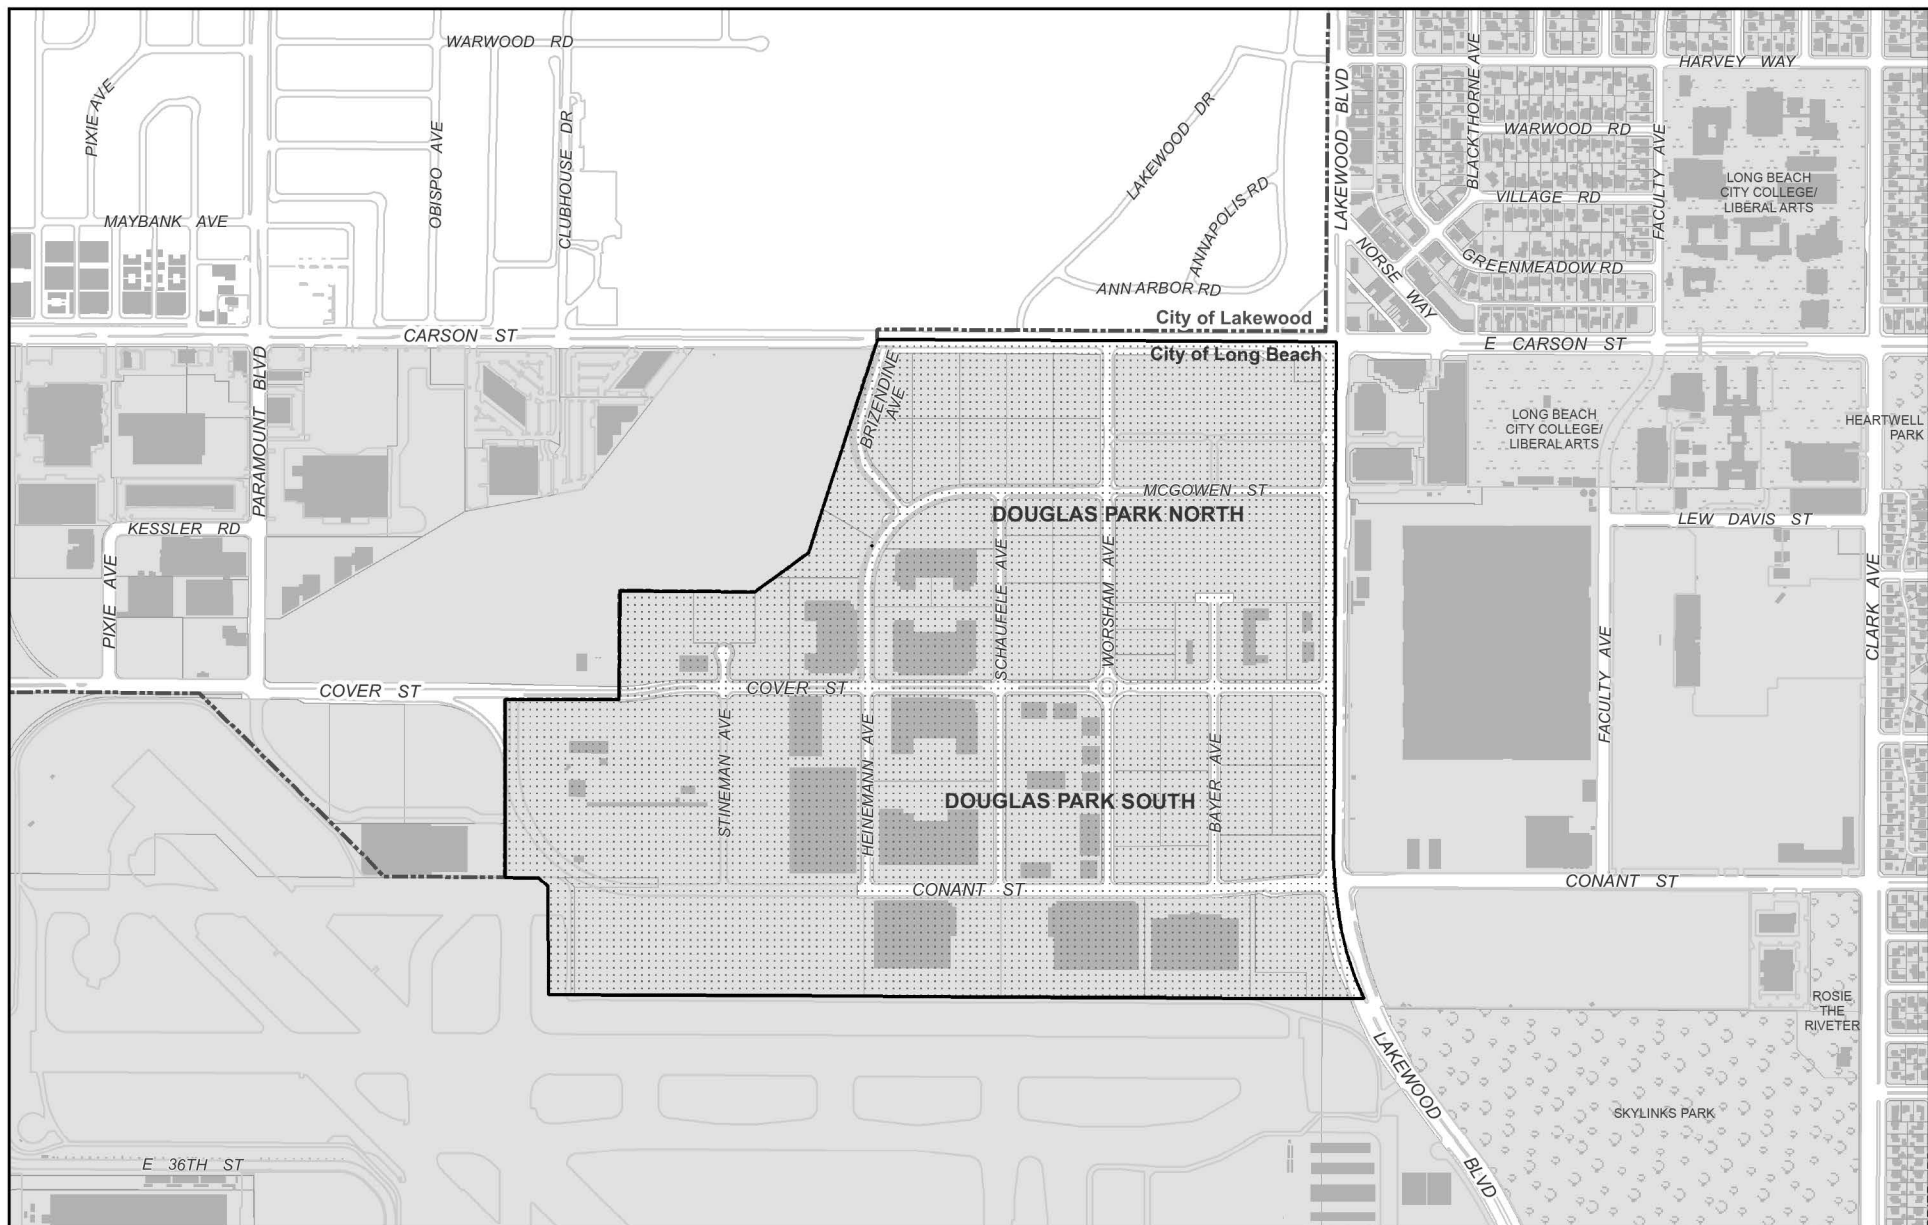 WARWOOD RD
PIXIE AVE
OBISPO AVE
CLUBHOUSE DR
MAYBANK AVE
LAKEWOOD DR
ANNAPOLIS RD
ANN ARBOR RD
LAKEWOOD BLVD
BLACKTHORNE AVE
HARVEY WAY
WARWOOD RD
FACULTY AVE
VILLAGE RD
LONG BEACH
CITY COLLEGE/
LIBERAL ARTS
NORSE WAY
GREENMEADOW RD
City of Lakewood
CARSON ST
City of Long Beach
E CARSON ST
PARAMOUNT BLVD
BRIZENDINE
AVE
LONG BEACH
CITY COLLEGE/
LIBERAL ARTS
HEARTWELL
PARK
MCGOWEN ST
DOUGLAS PARK NORTH
KESSLER RD
LEW DAVIS ST
PIXIE AVE
SCHAUFELE AVE
WORSHAM AVE
FACULTY AVE
CLARK AVE
COVER ST
COVER ST
STINEMAN AVE
HEINEMANN AVE
BAYER AVE
DOUGLAS PARK SOUTH
CONANT ST
CONANT ST
ROSIE
THE
RIVETER
LAKEWOOD BLVD
SKYLINKS PARK
E 36TH ST